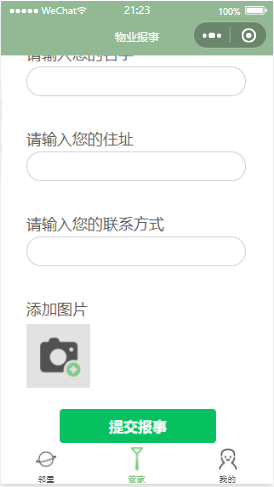 WeChat 21:23 100%
物业报事
请输入您的名字
请输入您的住址
请输入您的联系方式
添加图片
提交报事
邻里 管家 我的